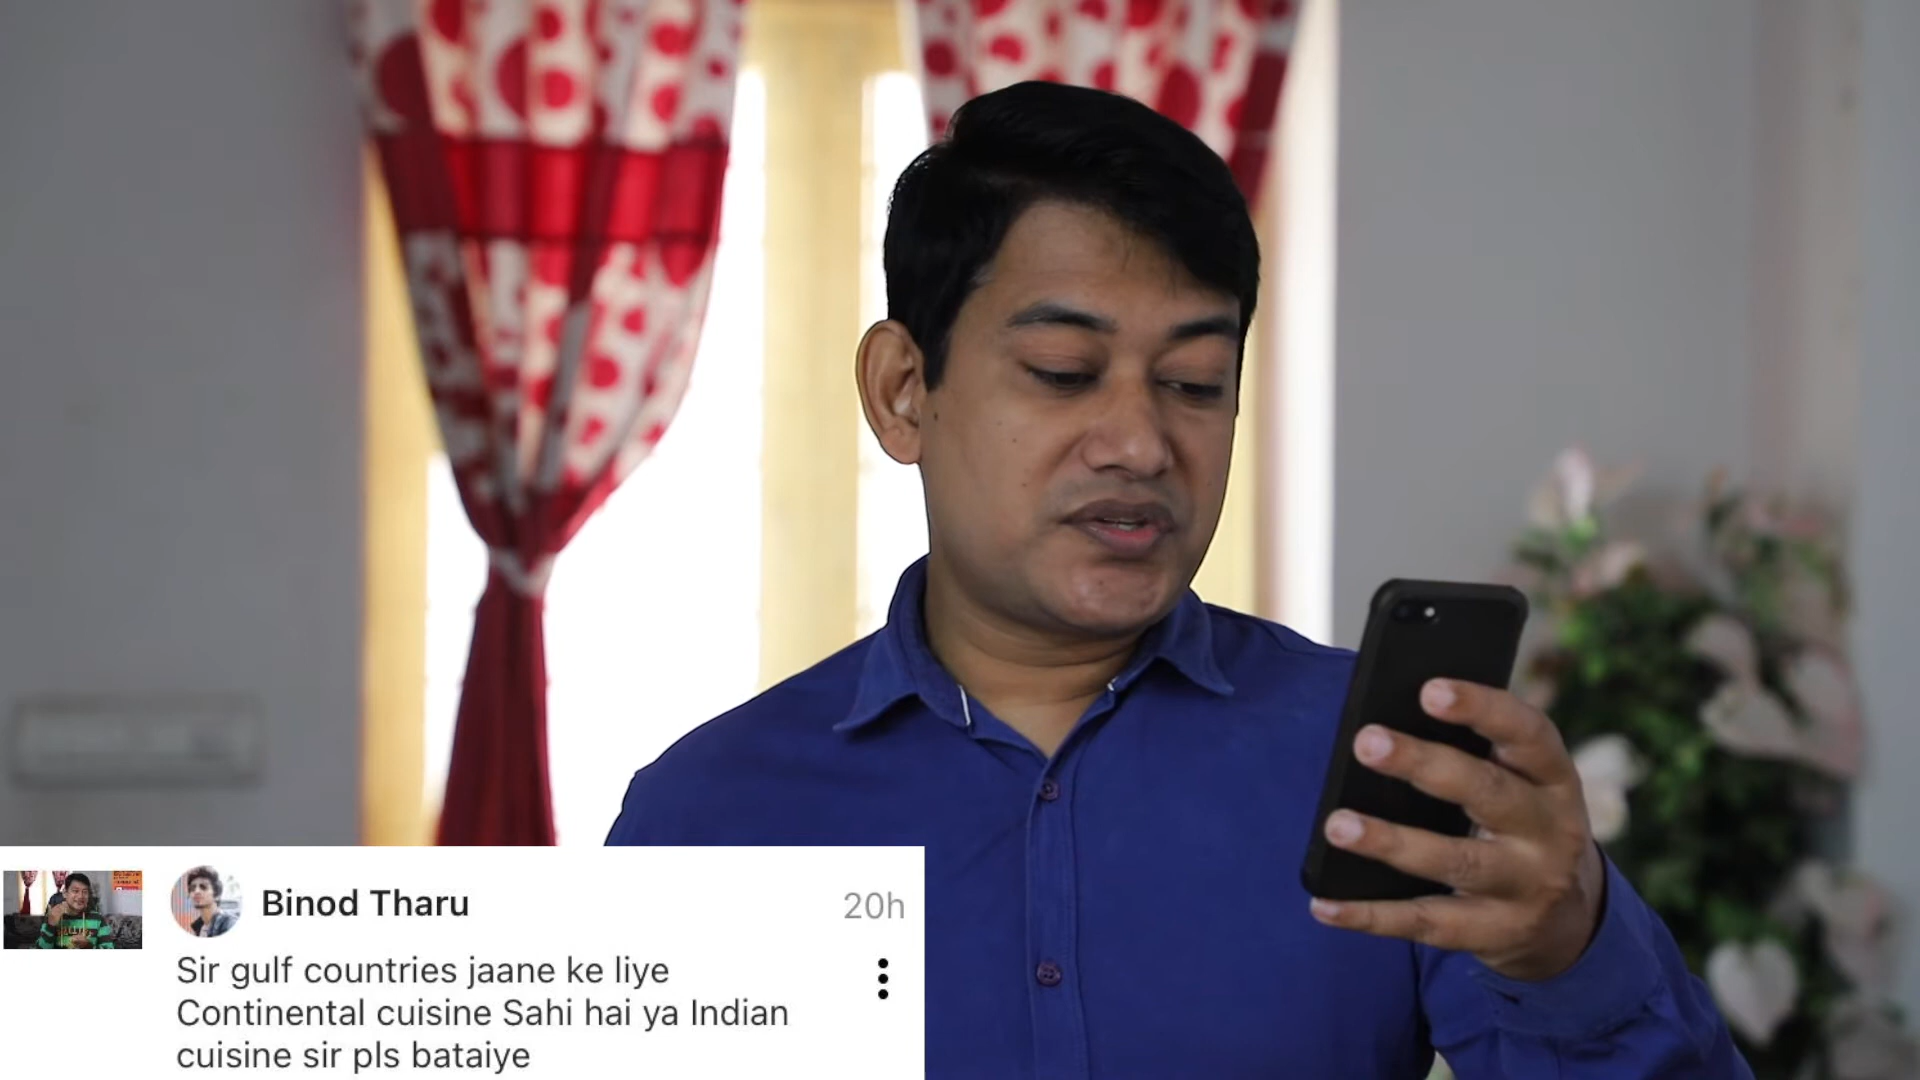 Binod Tharu
20h
Sir gulf countries jaane ke liye
Continental cuisine Sahi hai ya Indian
cuisine sir pls bataiye